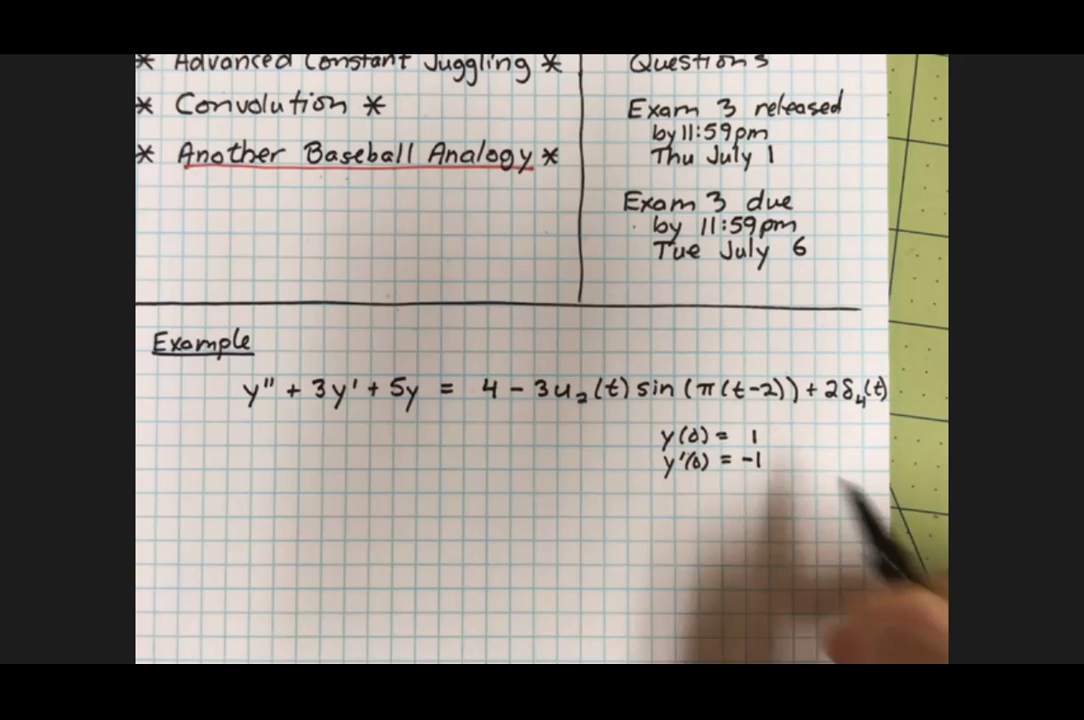 * Advanced Constant Juggling *
* Convolution *
* Another Baseball Analogy *
Questions
Exam 3 released
by 11:59pm
Thu July 1
Exam 3 due
by 11:59pm
Tue July 6
Example
y" + 3y' + 5y = 4 - 3u₂(t) sin(π(t-2)) + 2δ₄(t)
y(0) = 1
y'(0) = -1